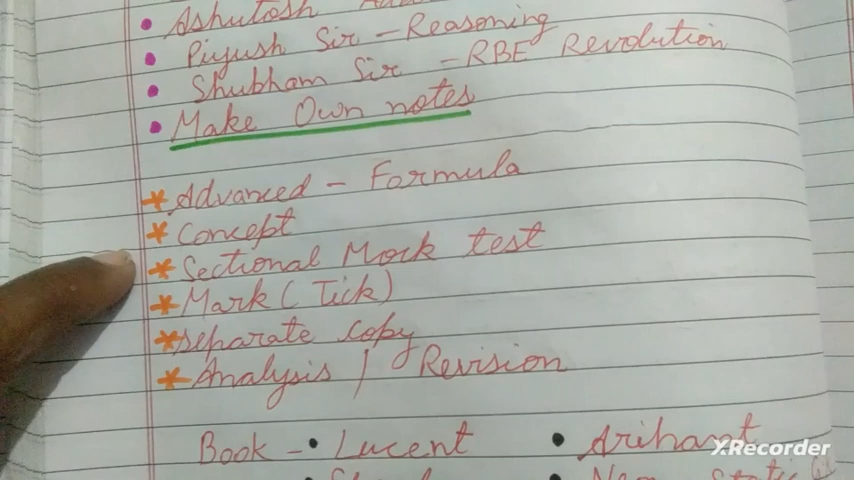 • Ashutosh
• Piyush Sir - Reasoning
• Shubham Sir - RBE Revolution
• Make Own notes
* Advanced - Formula
* Concept
* Sectional Mock test
* Mark ( Tick )
* separate copy
* Analysis / Revision
Book - • Lucent • Arihant
XRecorder